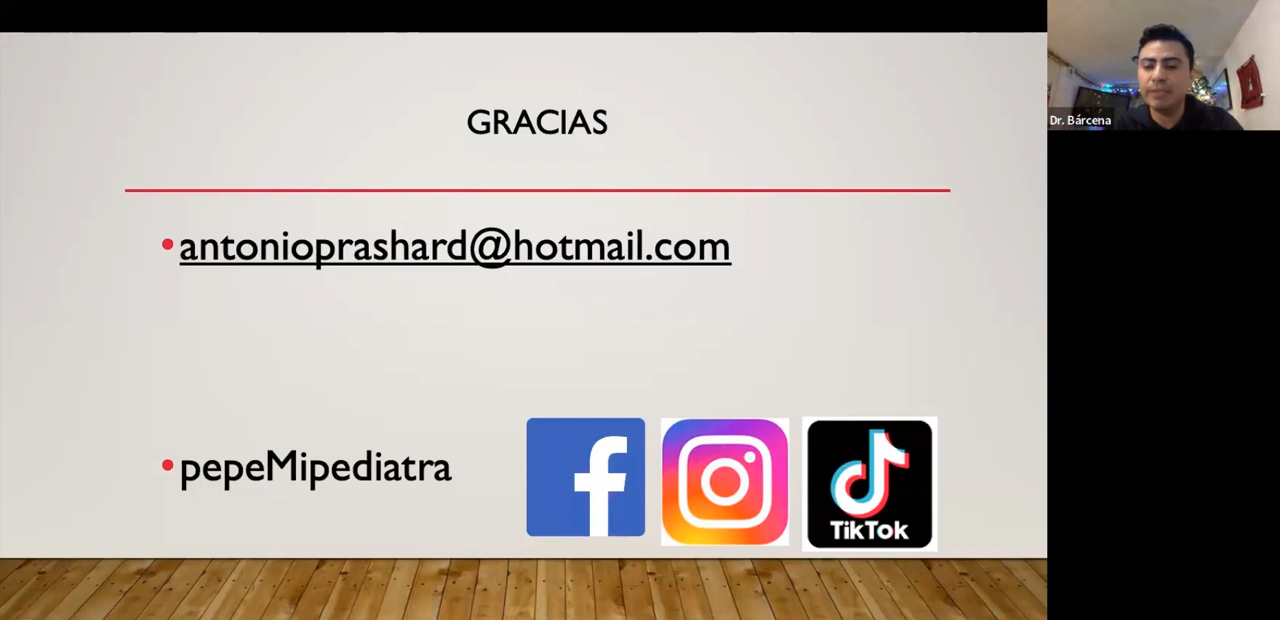 GRACIAS
antonioprashard@hotmail.com
pepeMipediatra
TikTok
Dr. Bárcena